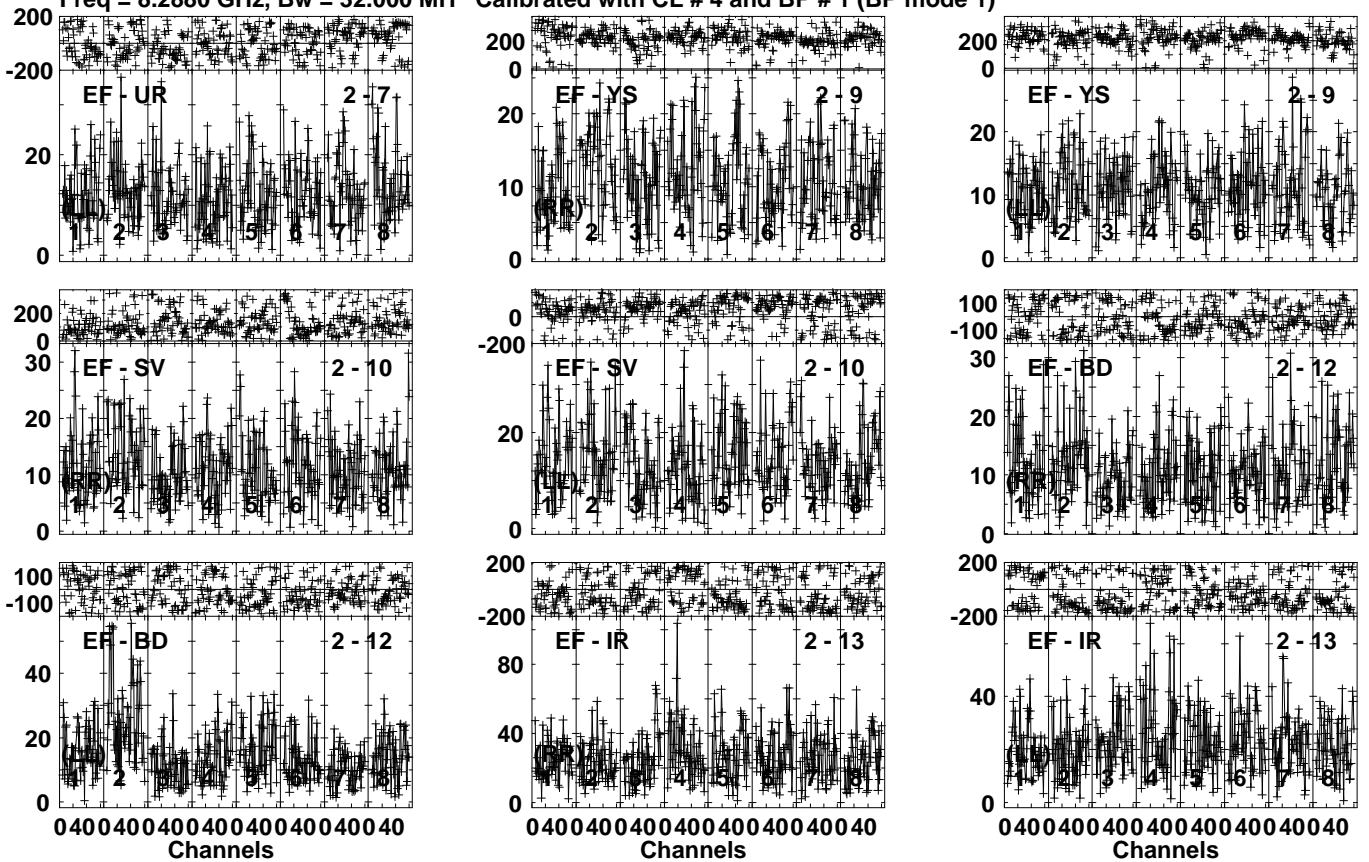 Freq = 8.2880 GHz, Bw = 32.000 MH Calibrated with CL # 4 and BP # 1 (BP mode 1)
200
-200
EF - UR 2 - 7
20
(LL)
1 2 3 4 5 6 7 8
0
200
0
EF - YS 2 - 9
20
10
(RR)
1 2 3 4 5 6 7 8
0
200
0
EF - YS 2 - 9
20
10
(LL)
1 2 3 4 5 6 7 8
0
200
0
30
EF - SV 2 - 10
20
10
(RR)
1 2 3 4 5 6 7 8
0
0
-200
EF - SV 2 - 10
20
(LL)
1 2 3 4 5 6 7 8
0
100
-100
30
EF - BD 2 - 12
20
10
(RR)
1 2 3 4 5 6 7 8
0
100
-100
EF - BD 2 - 12
40
20
(LL)
1 2 3 4 5 6 7 8
0
0 40 0 40 0 40 0 40 0 40 0 40 0 40 0 40
Channels
200
-200
EF - IR 2 - 13
80
40
(RR)
1 2 3 4 5 6 7 8
0
0 40 0 40 0 40 0 40 0 40 0 40 0 40 0 40
Channels
200
-200
EF - IR 2 - 13
40
(LL)
1 2 3 4 5 6 7 8
0
0 40 0 40 0 40 0 40 0 40 0 40 0 40 0 40
Channels